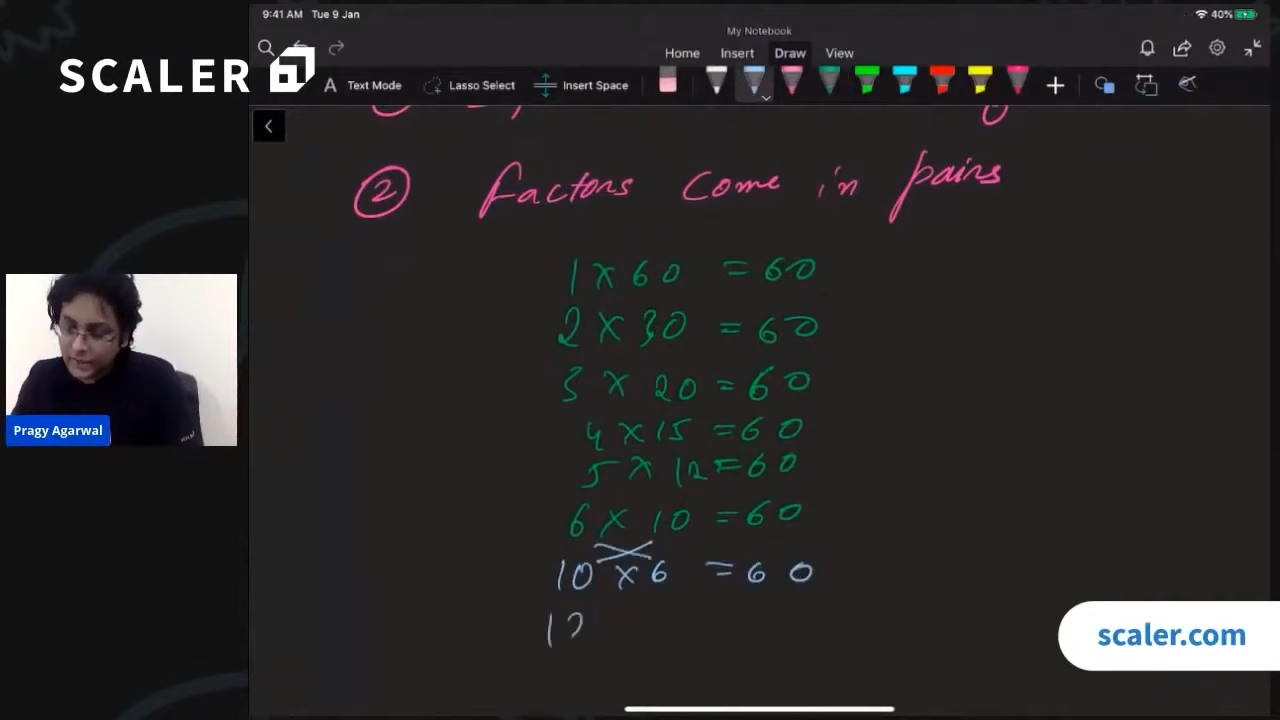 9:41 AM Tue 9 Jan
40%
My Notebook
SCALER
Home Insert Draw View
Text Mode Lasso Select Insert Space
② factors come in pairs
1 x 60 = 60
2 x 30 = 60
3 x 20 = 60
4 x 15 = 60
5 x 12 = 60
6 x 10 = 60
10 x 6 = 60
12
Pragy Agarwal
scaler.com